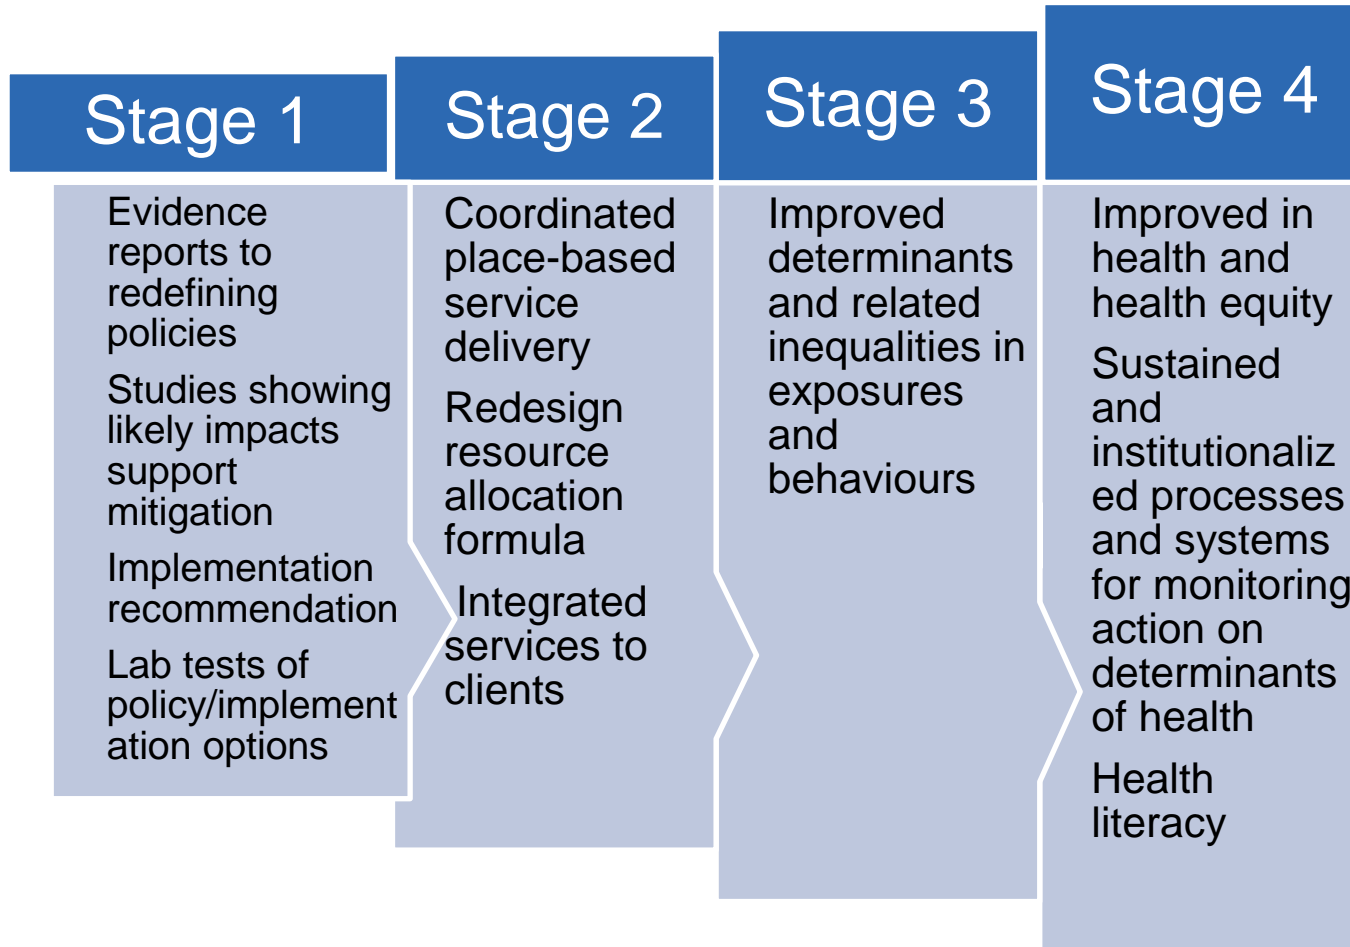 Stage 1
Evidence
reports to
redefining
policies
Studies showing
likely impacts
support
mitigation
Implementation
recommendation
Lab tests of
policy/implement
ation options
Stage 2
Coordinated
place-based
service
delivery
Redesign
resource
allocation
formula
Integrated
services to
clients
Stage 3
Improved
determinants
and related
inequalities in
exposures
and
behaviours
Stage 4
Improved in
health and
health equity
Sustained
and
institutionaliz
ed processes
and systems
for monitoring
action on
determinants
of health
Health
literacy